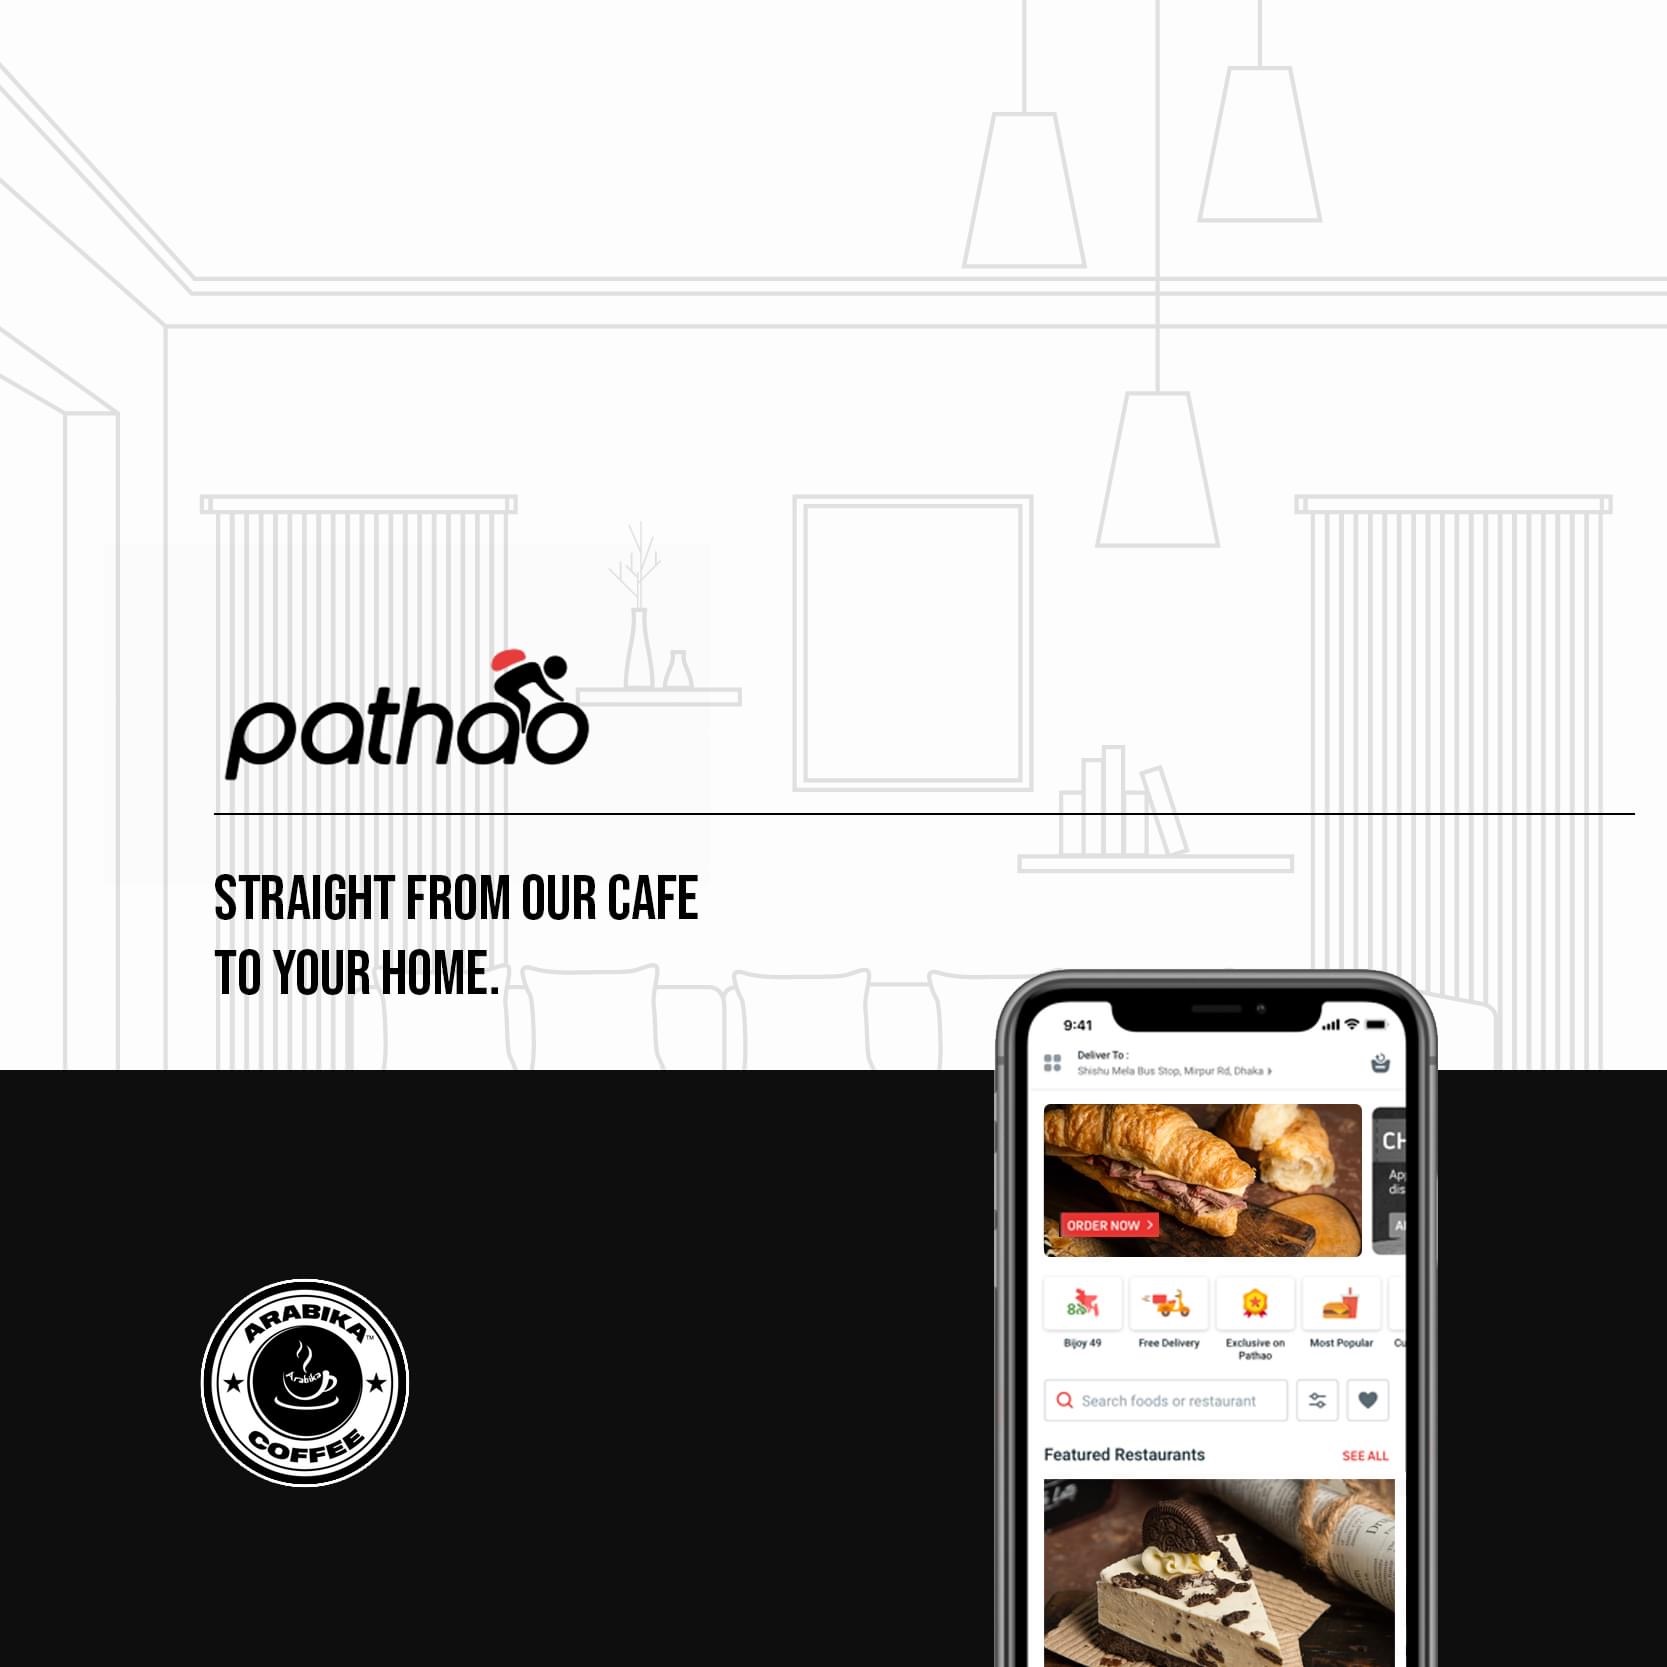 pathao
STRAIGHT FROM OUR CAFE
TO YOUR HOME.
9:41
Deliver To :
Shishu Mela Bus Stop, Mirpur Rd, Dhaka
ORDER NOW
CH
App
dis
Bijoy 49
Free Delivery
Exclusive on
Pathao
Most Popular
Cu
Search foods or restaurant
Featured Restaurants
SEE ALL
ARABIKA™
Arabika
COFFEE